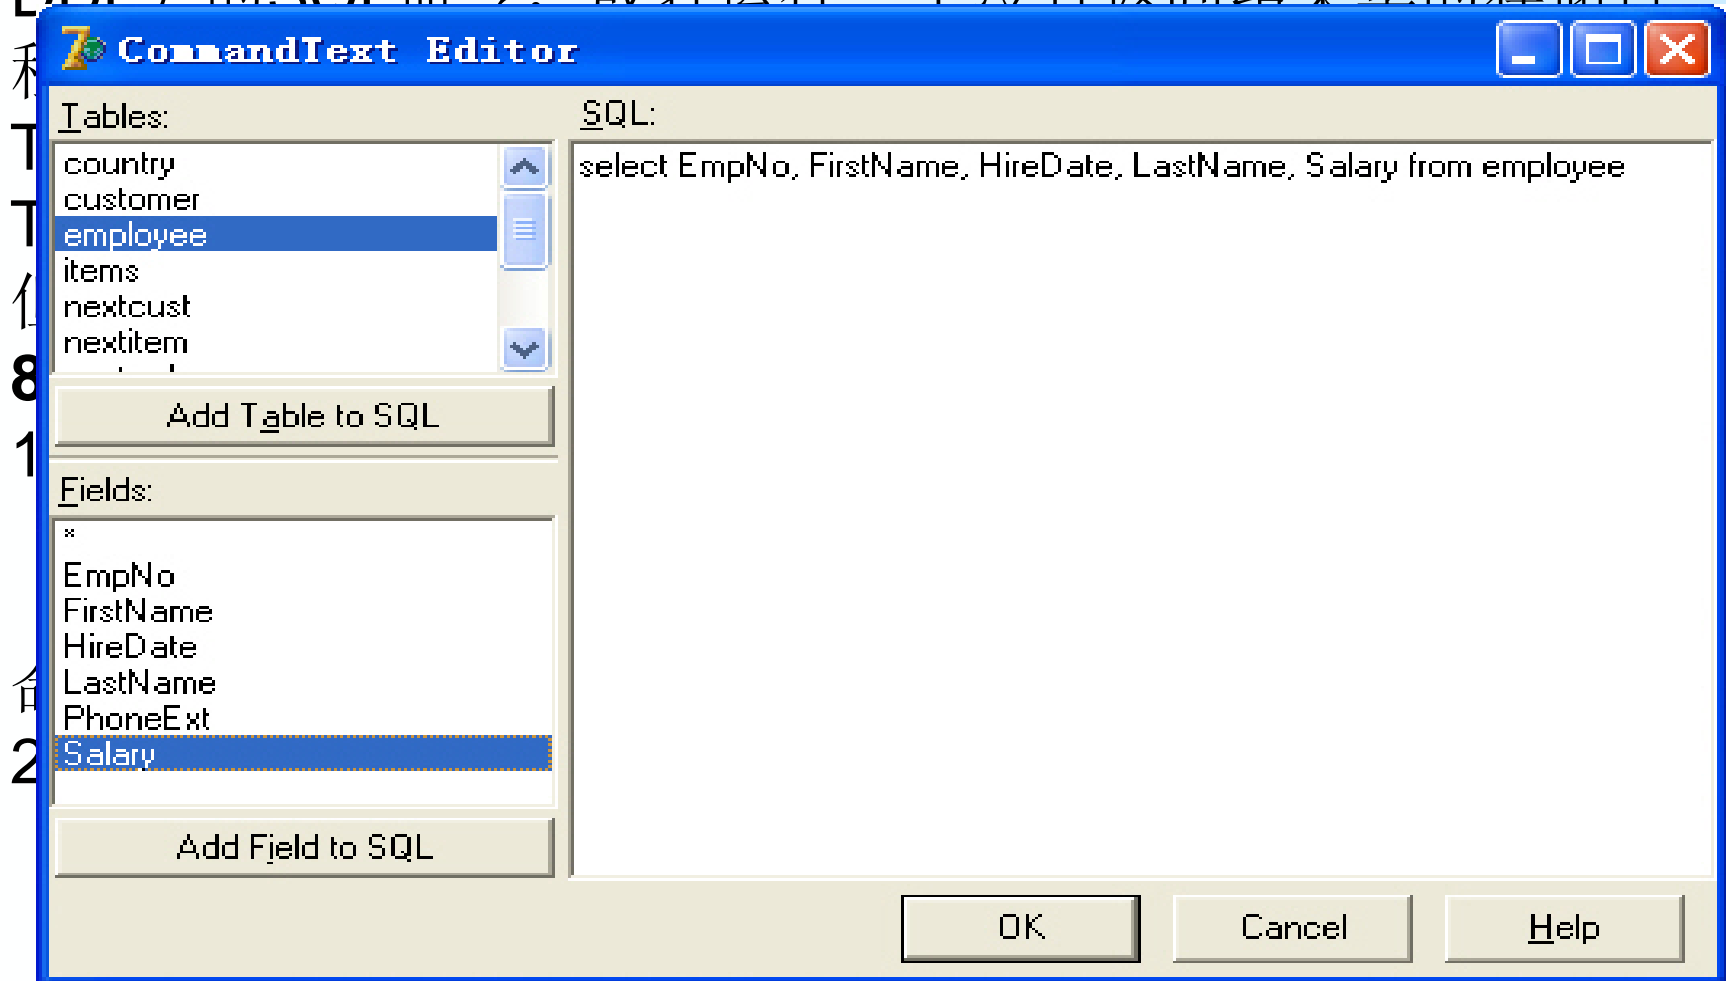 CommandText Editor
Tables:
country
customer
employee
items
nextcust
nextitem
Add Table to SQL
Fields:
*
EmpNo
FirstName
HireDate
LastName
PhoneExt
Salary
Add Field to SQL
SQL:
select EmpNo, FirstName, HireDate, LastName, Salary from employee
OK
Cancel
Help